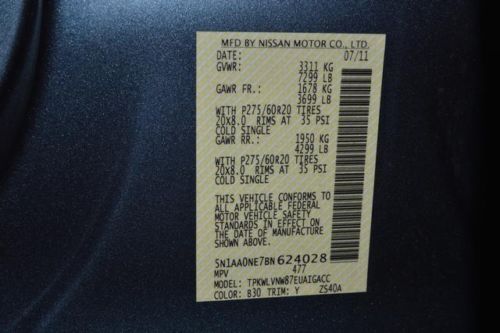 MFD BY NISSAN MOTOR CO., LTD.
DATE: 07/11
GVWR: 3311 KG
7299 LB
GAWR FR.: 1678 KG
3699 LB
WITH P275/60R20 TIRES
20x8.0 RIMS AT 35 PSI
COLD SINGLE
GAWR RR.: 1950 KG
4299 LB
WITH P275/60R20 TIRES
20x8.0 RIMS AT 35 PSI
COLD SINGLE
THIS VEHICLE CONFORMS TO
ALL APPLICABLE FEDERAL
MOTOR VEHICLE SAFETY
STANDARDS IN EFFECT ON THE
DATE OF MANUFACTURE SHOWN
ABOVE.
5N1AA0NE7BN624028
MPV 477
MODEL: TPKWLVNW87EUAIGACC
COLOR: B30 TRIM: Y ZS40A